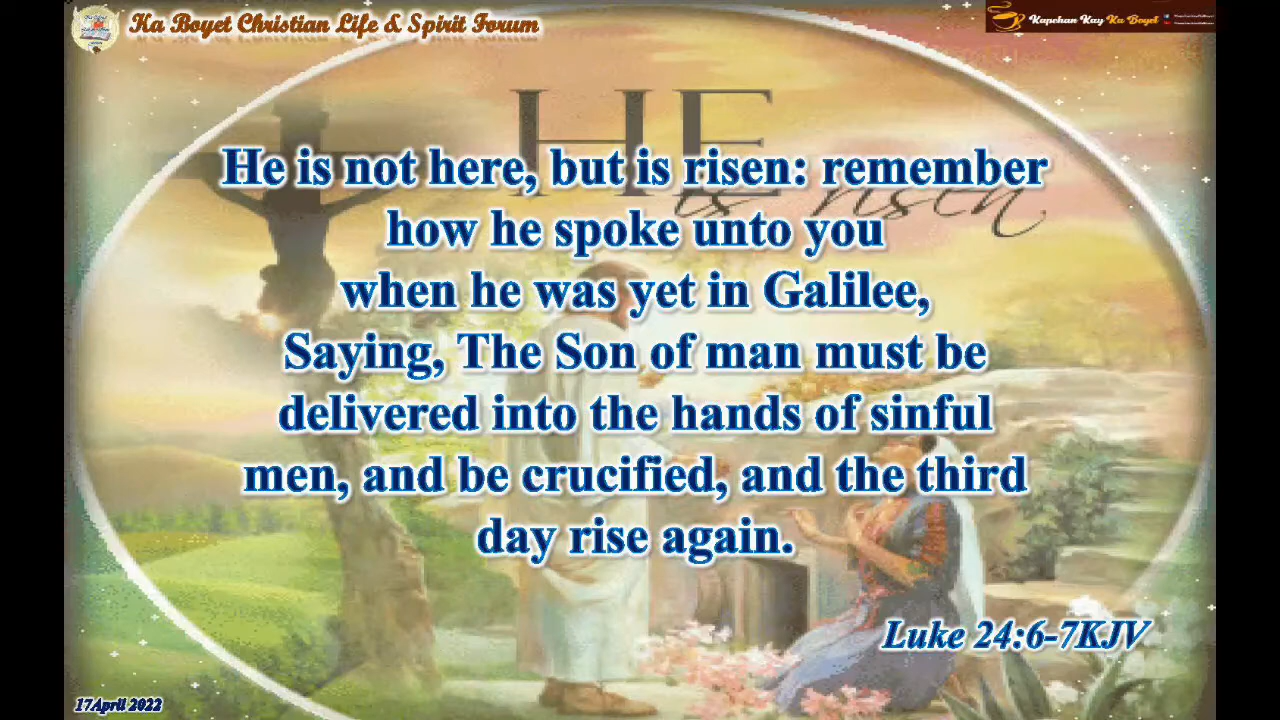 Ka Boyet Christian Life & Spirit Forum
Kapehan Kay Ka Boyet
HE
is risen
He is not here, but is risen: remember
how he spoke unto you
when he was yet in Galilee,
Saying, The Son of man must be
delivered into the hands of sinful
men, and be crucified, and the third
day rise again.
Luke 24:6-7KJV
17April 2022